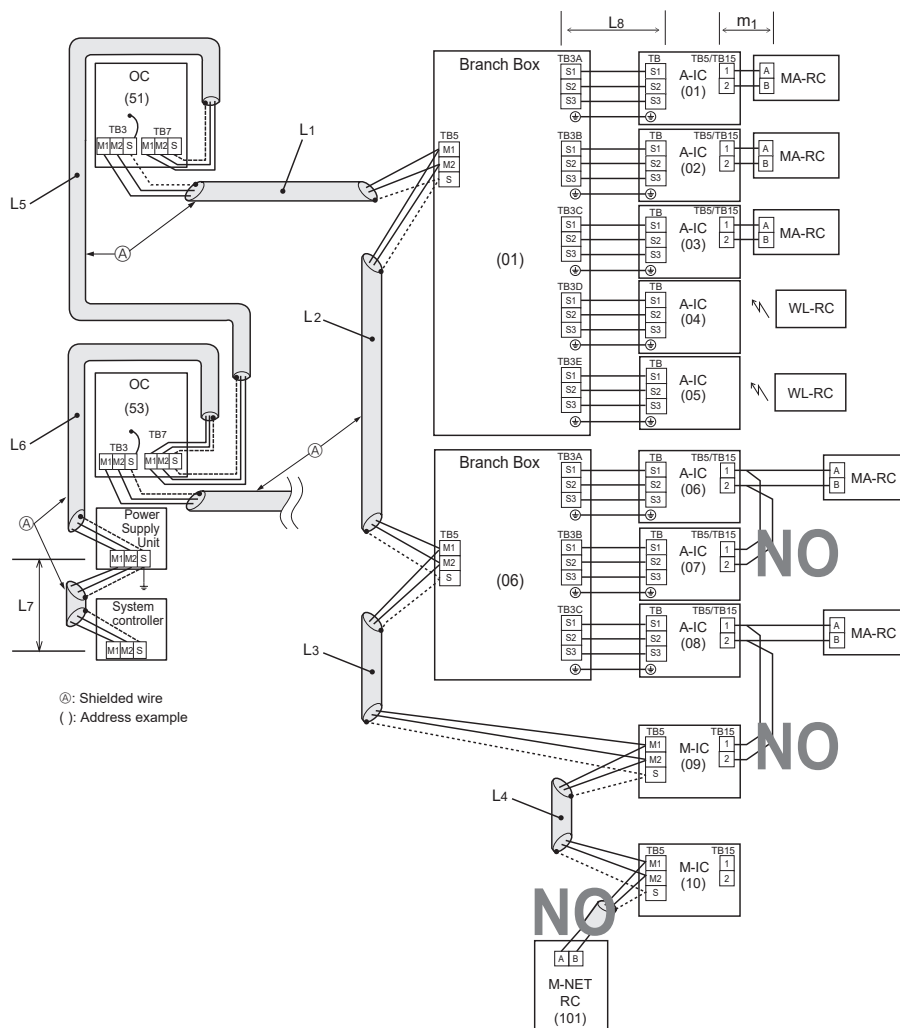 L8
m1
OC
(51)
TB3
TB7
M1 M2 S
M1 M2 S
L5
Ⓐ
L1
Branch Box
(01)
TB5
M1
M2
S
TB3A
S1
S2
S3
TB
S1
S2
S3
A-IC
(01)
TB5/TB15
1
2
A
B
MA-RC
TB3B
S1
S2
S3
TB
S1
S2
S3
A-IC
(02)
TB5/TB15
1
2
A
B
MA-RC
TB3C
S1
S2
S3
TB
S1
S2
S3
A-IC
(03)
TB5/TB15
1
2
A
B
MA-RC
TB3D
S1
S2
S3
TB
S1
S2
S3
A-IC
(04)
WL-RC
TB3E
S1
S2
S3
TB
S1
S2
S3
A-IC
(05)
WL-RC
L2
Ⓐ
OC
(53)
TB3
TB7
M1 M2 S
M1 M2 S
L6
Ⓐ
Power
Supply
Unit
M1 M2 S
L7
System
controller
M1 M2 S
Ⓐ: Shielded wire
( ): Address example
Branch Box
(06)
TB5
M1
M2
S
TB3A
S1
S2
S3
TB
S1
S2
S3
A-IC
(06)
TB5/TB15
1
2
A
B
MA-RC
TB3B
S1
S2
S3
TB
S1
S2
S3
A-IC
(07)
TB5/TB15
1
2
NO
TB3C
S1
S2
S3
TB
S1
S2
S3
A-IC
(08)
TB5/TB15
1
2
A
B
MA-RC
L3
TB5
M1
M2
S
M-IC
(09)
TB15
1
2
NO
L4
TB5
M1
M2
S
M-IC
(10)
TB15
1
2
NO
A B
M-NET
RC
(101)